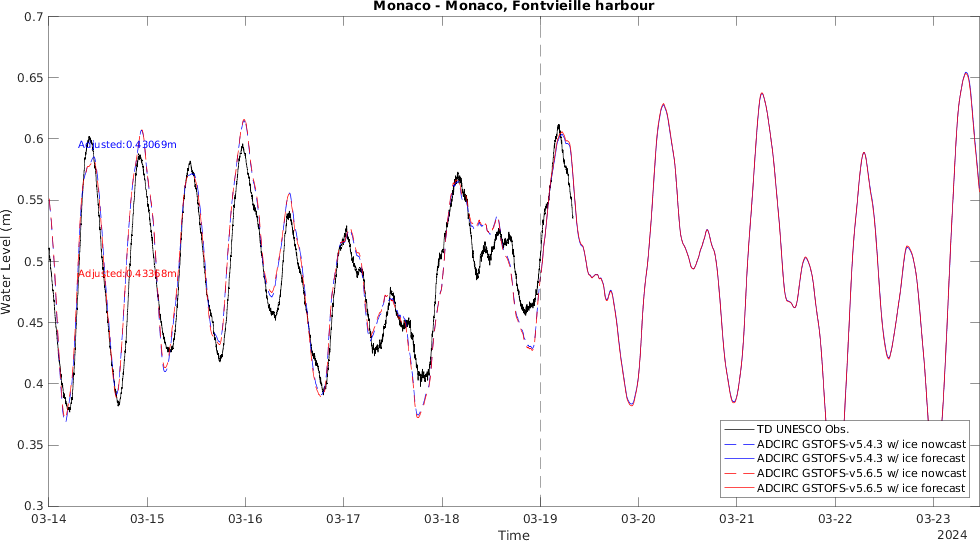 Monaco - Monaco, Fontvieille harbour
0.7
0.65
0.6
0.55
0.5
0.45
0.4
0.35
0.3
Water Level (m)
Adjusted:0.43069m
Adjusted:0.43358m
TD UNESCO Obs.
ADCIRC GSTOFS-v5.4.3 w/ ice nowcast
ADCIRC GSTOFS-v5.4.3 w/ ice forecast
ADCIRC GSTOFS-v5.6.5 w/ ice nowcast
ADCIRC GSTOFS-v5.6.5 w/ ice forecast
03-14 03-15 03-16 03-17 03-18 03-19 03-20 03-21 03-22 03-23
Time
2024